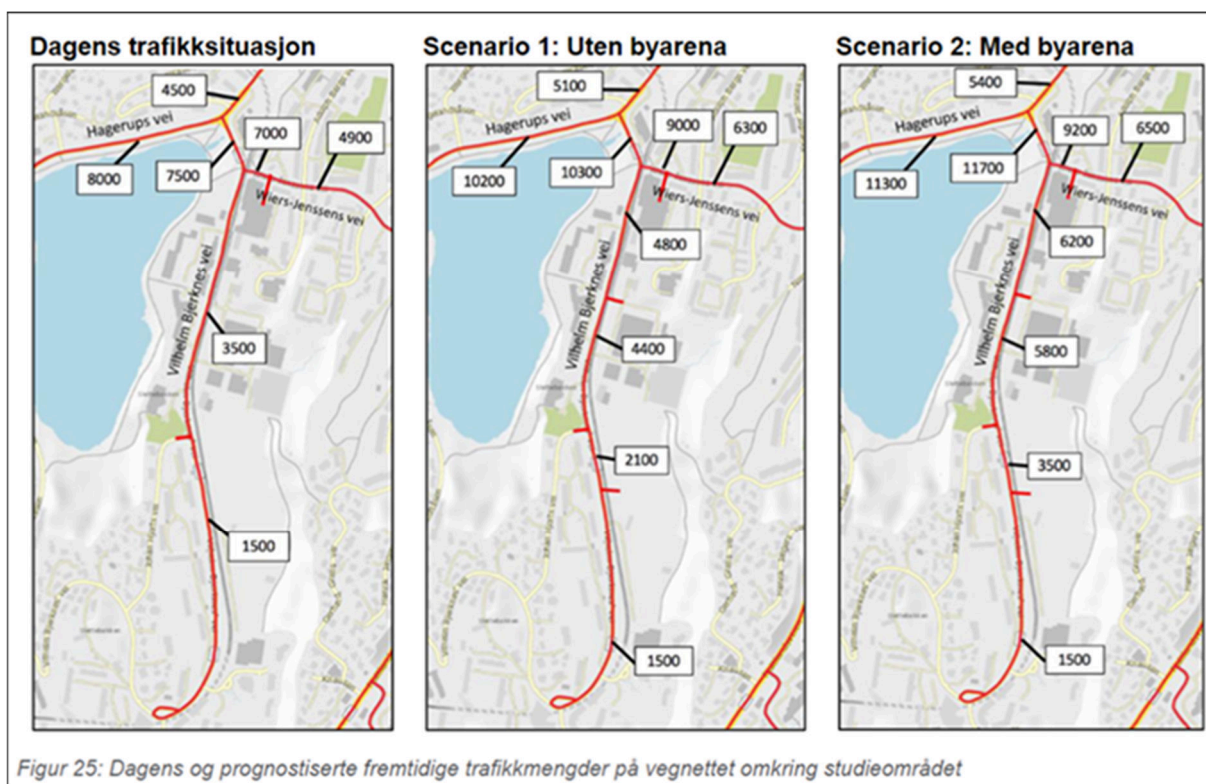 Dagens trafikksituasjon
4500
Hagerups vei
7000
4900
8000
7500
Wiers-Jenssens vei
Vilhelm Bjerknes vei
3500
1500
Scenario 1: Uten byarena
5100
Hagerups vei
9000
6300
10200
10300
Wiers-Jenssens vei
4800
Vilhelm Bjerknes vei
4400
2100
1500
Scenario 2: Med byarena
5400
Hagerups vei
9200
6500
11300
11700
Wiers-Jenssens vei
6200
Vilhelm Bjerknes vei
5800
3500
1500
Figur 25: Dagens og prognostiserte fremtidige trafikkmengder på vegnettet omkring studieområdet